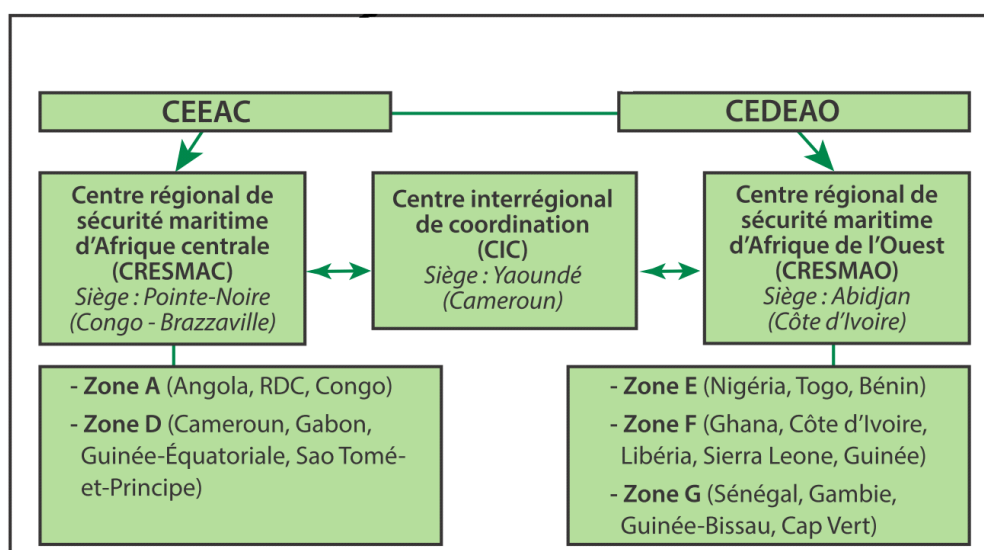 CEEAC
CEDEAO
Centre régional de
sécurité maritime
d’Afrique centrale
(CRESMAC)
Siège : Pointe-Noire
(Congo - Brazzaville)
Centre interrégional
de coordination
(CIC)
Siège : Yaoundé
(Cameroun)
Centre régional de
sécurité maritime
d’Afrique de l’Ouest
(CRESMAO)
Siège : Abidjan
(Côte d’Ivoire)
- Zone A (Angola, RDC, Congo)
- Zone D (Cameroun, Gabon,
Guinée-Équatoriale, Sao Tomé-
et-Principe)
- Zone E (Nigéria, Togo, Bénin)
- Zone F (Ghana, Côte d’Ivoire,
Libéria, Sierra Leone, Guinée)
- Zone G (Sénégal, Gambie,
Guinée-Bissau, Cap Vert)